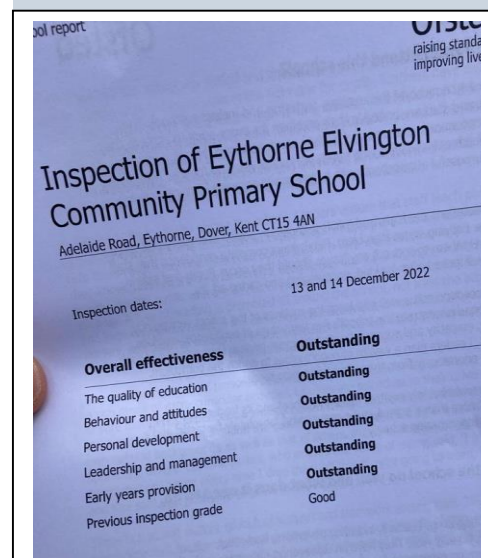 ool report
Ofsted
raising standa
improving live
Inspection of Eythorne Elvington
Community Primary School
Adelaide Road, Eythorne, Dover, Kent CT15 4AN
Inspection dates: 13 and 14 December 2022
Overall effectiveness Outstanding
The quality of education Outstanding
Behaviour and attitudes Outstanding
Personal development Outstanding
Leadership and management Outstanding
Early years provision Outstanding
Previous inspection grade Good